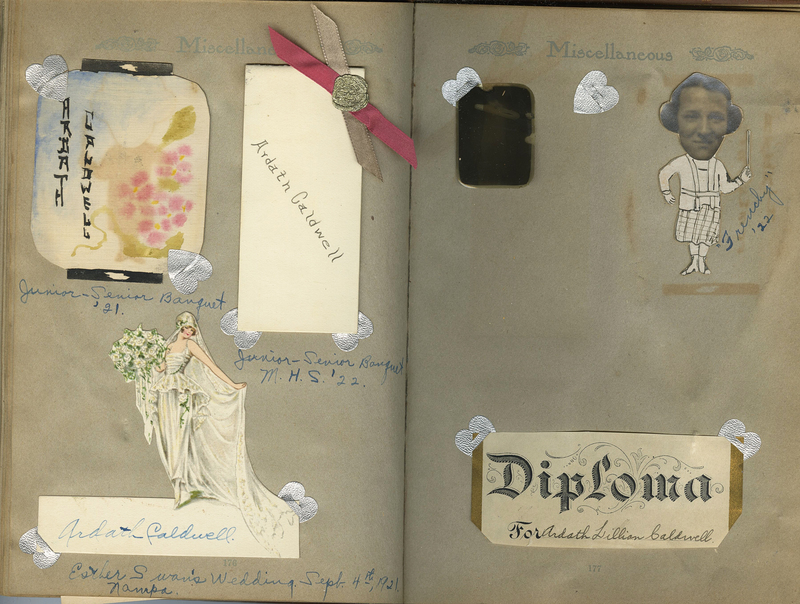 Miscellaneous
ARDATH
CALDWELL
Junior-Senior Banquet
'21.
Ardath Caldwell
Junior-Senior Banquet
M.H.S. '22.
Ardath Caldwell.
176
Esther Swan's Wedding. Sept. 4th, 1921.
Nampa.
Miscellaneous
Frenchy
'22
Diploma
For Ardath Lillian Caldwell
177